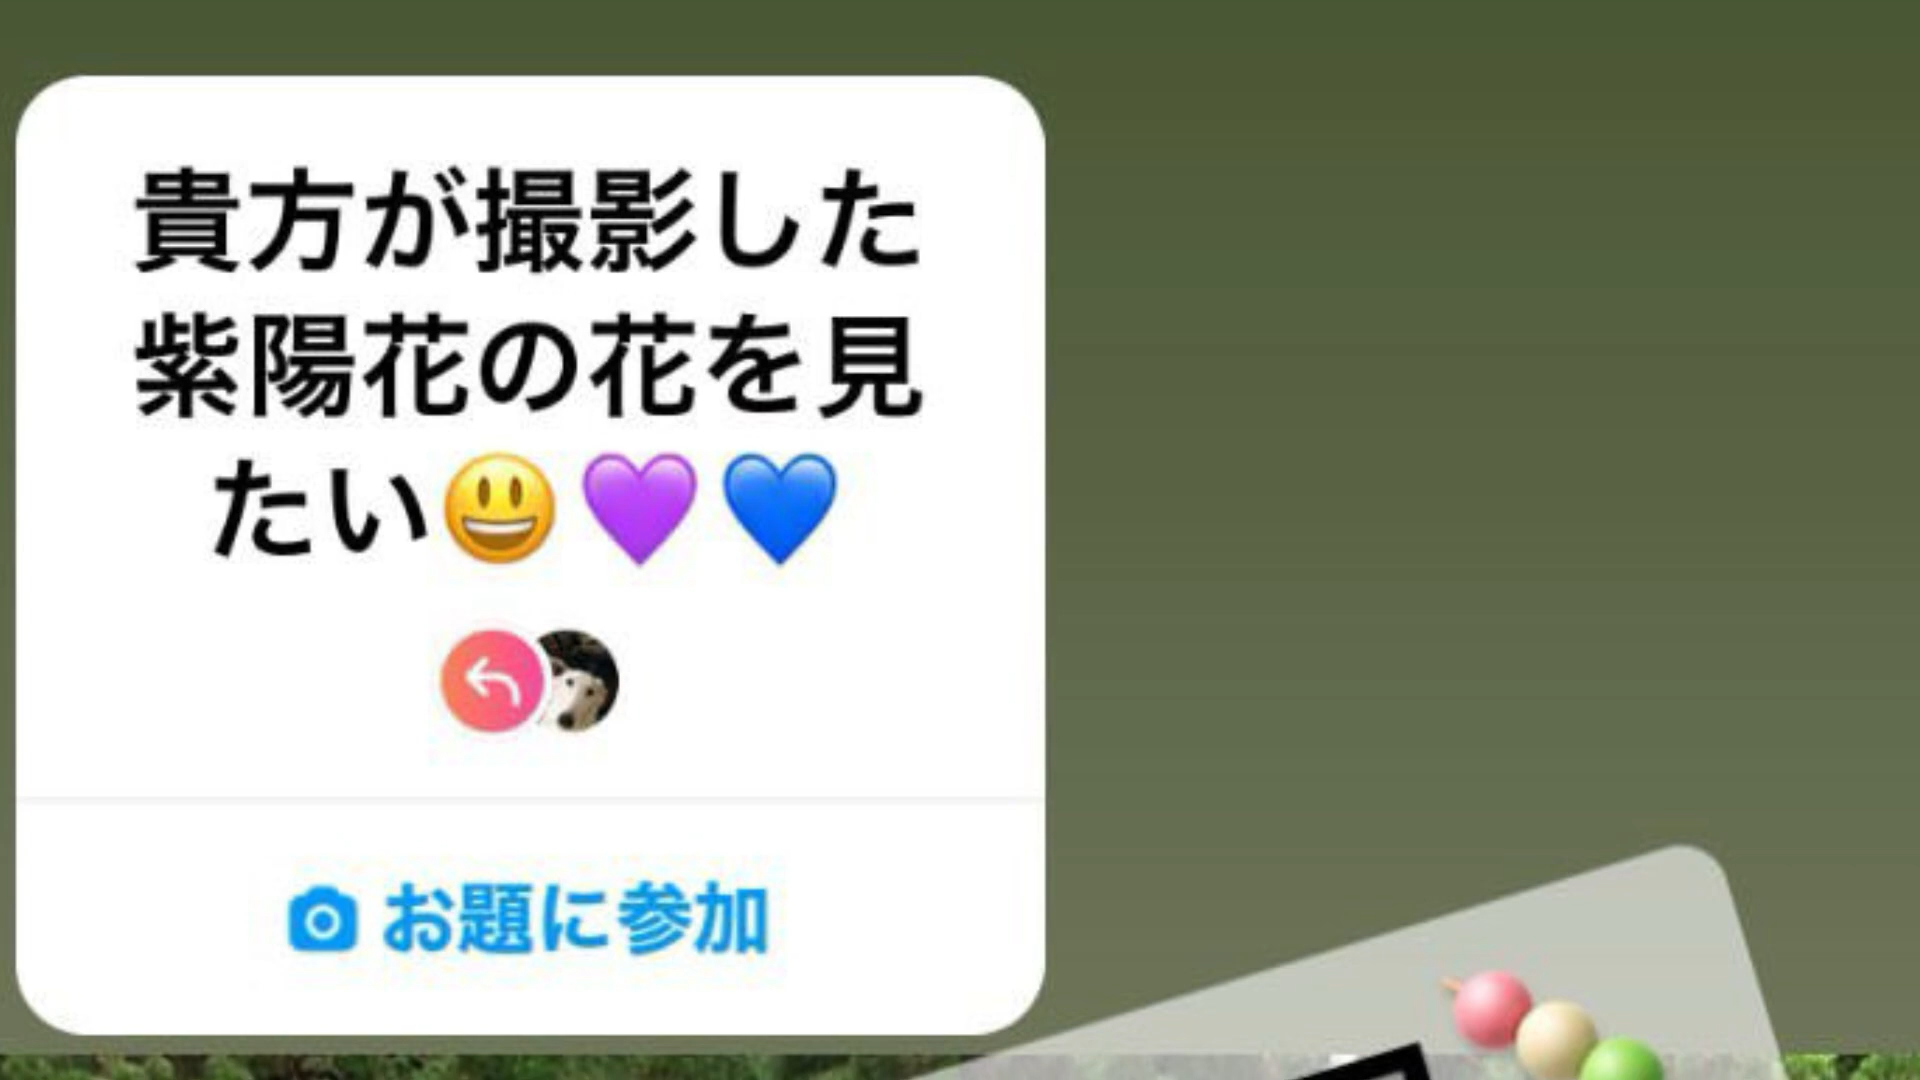 貴方が撮影した
紫陽花の花を見
たい😃💜💙
お題に参加